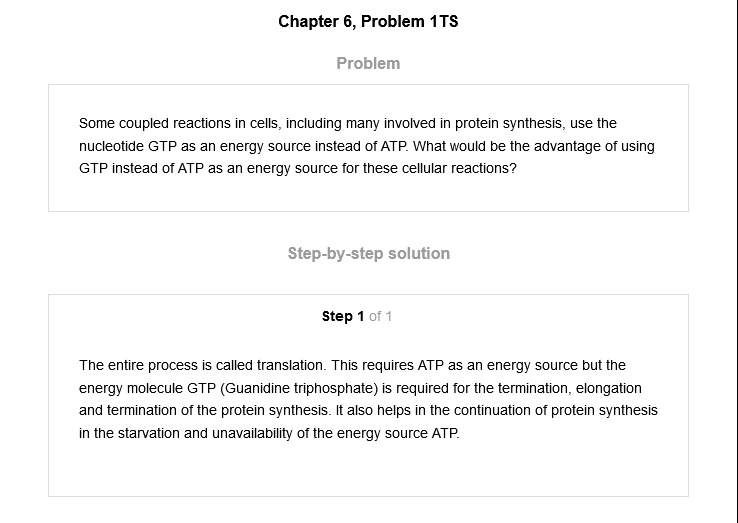 Chapter 6, Problem 1TS
Problem
Some coupled reactions in cells, including many involved in protein synthesis, use the
nucleotide GTP as an energy source instead of ATP. What would be the advantage of using
GTP instead of ATP as an energy source for these cellular reactions?
Step-by-step solution
Step 1 of 1
The entire process is called translation. This requires ATP as an energy source but the
energy molecule GTP (Guanidine triphosphate) is required for the termination, elongation
and termination of the protein synthesis. It also helps in the continuation of protein synthesis
in the starvation and unavailability of the energy source ATP.